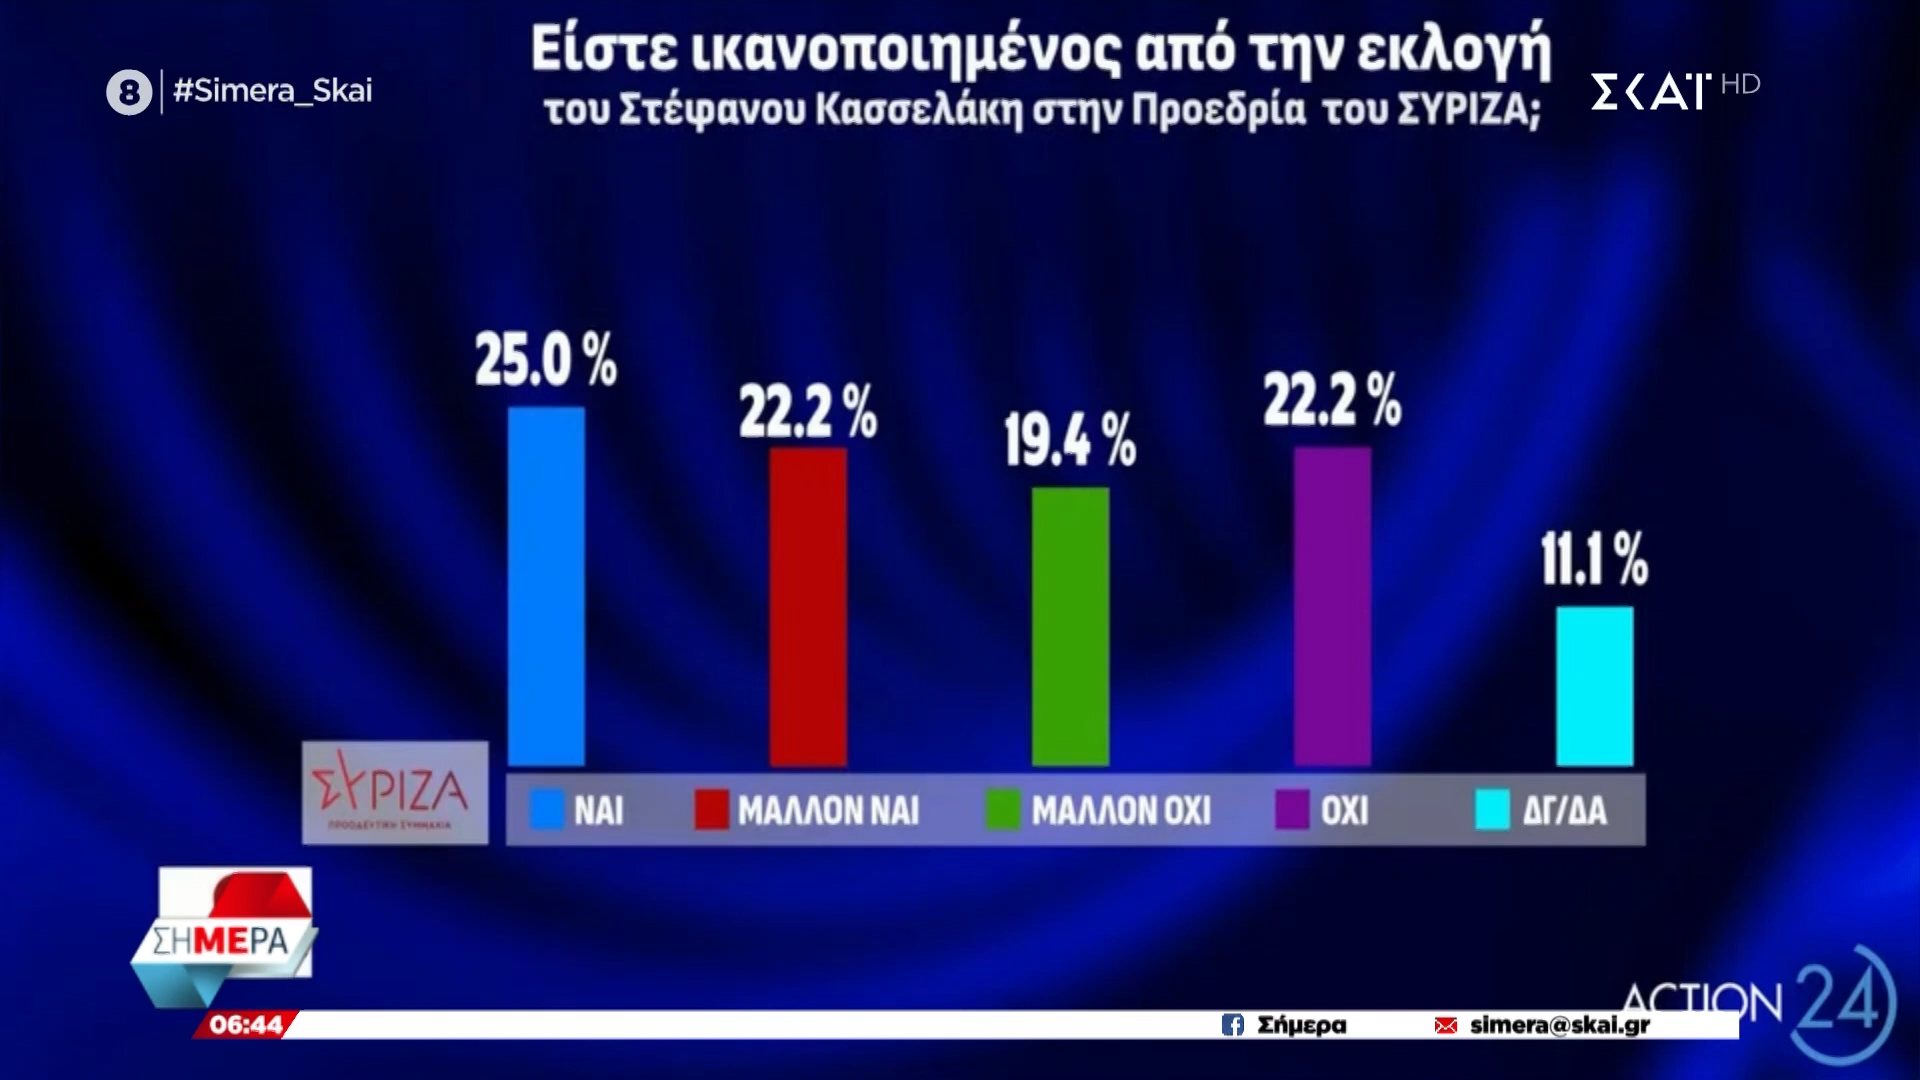 Είστε ικανοποιημένος από την εκλογή
του Στέφανου Κασσελάκη στην Προεδρία του ΣΥΡΙΖΑ;
8 #Simera_Skai
ΣΚΑΪ HD
25.0 %
22.2 %
19.4 %
22.2 %
11.1 %
ΣΥΡΙΖΑ
ΠΡΟΟΔΕΥΤΙΚΗ ΣΥΜΜΑΧΙΑ
ΝΑΙ ΜΑΛΛΟΝ ΝΑΙ ΜΑΛΛΟΝ ΟΧΙ ΟΧΙ ΔΓ/ΔΑ
ΣΗΜΕΡΑ
ACTION 24
06:44 Σήμερα simera@skai.gr